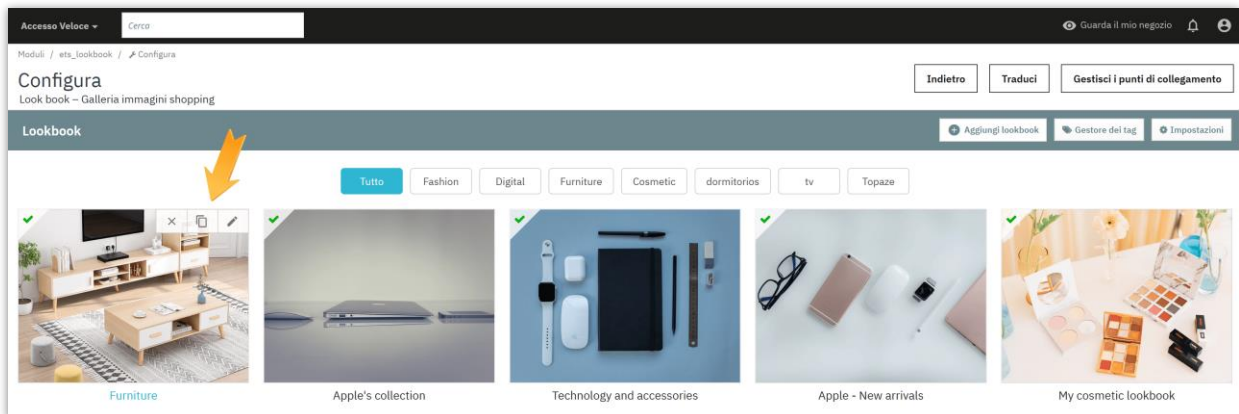 Accesso Veloce
Cerca
Guarda il mio negozio
Moduli / ets_lookbook / Configura
Configura
Look book – Galleria immagini shopping
Indietro
Traduci
Gestisci i punti di collegamento
Lookbook
Aggiungi lookbook
Gestore dei tag
Impostazioni
Tutto
Fashion
Digital
Furniture
Cosmetic
dormitorios
tv
Topaze
Furniture
Apple's collection
Technology and accessories
Apple - New arrivals
My cosmetic lookbook